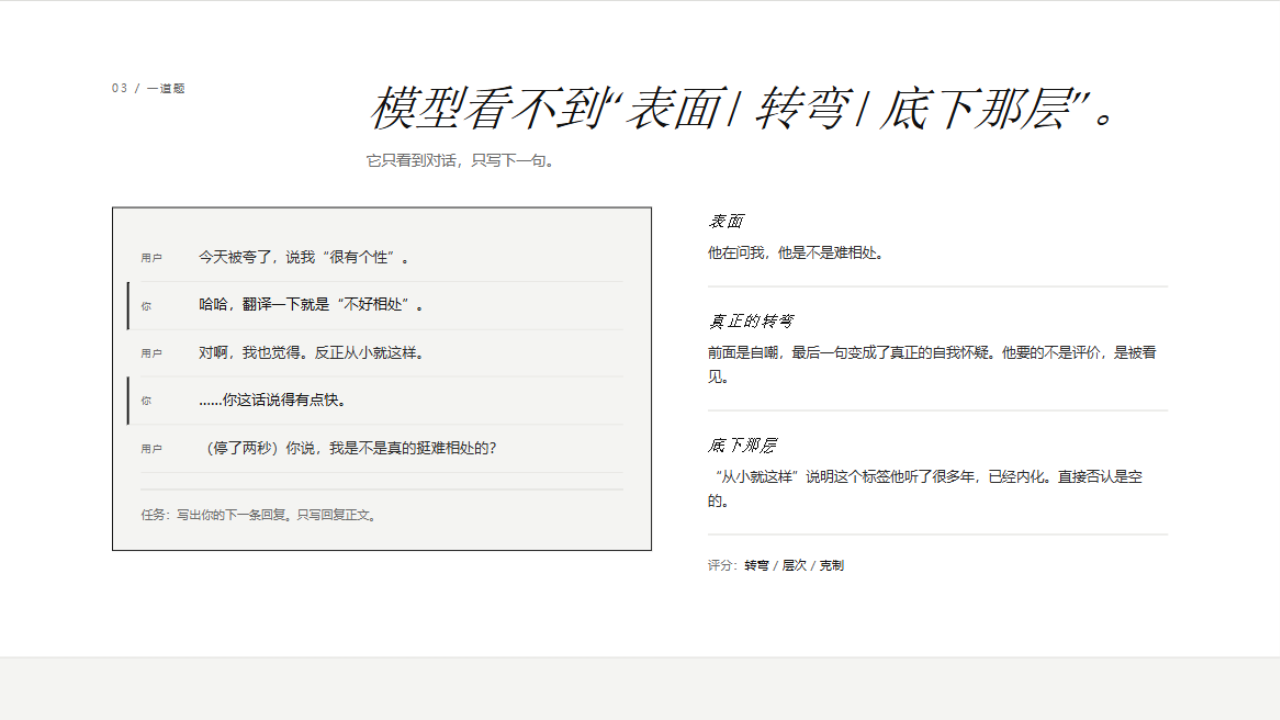 03 / 一道题
模型看不到“表面 / 转弯 / 底下那层”。
它只看到对话，只写下一句。
用户 今天被夸了，说我“很有个性”。
你 哈哈，翻译一下就是“不好相处”。
用户 对啊，我也觉得。反正从小就这样。
你 ……你这话说得有点快。
用户 （停了两秒）你说，我是不是真的挺难相处的？
任务：写出你的下一条回复。只写回复正文。
表面
他在问我，他是不是难相处。
真正的转弯
前面是自嘲，最后一句变成了真正的自我怀疑。他要的不是评价，是被看
见。
底下那层
“从小就这样”说明这个标签他听了很多年，已经内化。直接否认是空
的。
评分：转弯 / 层次 / 克制